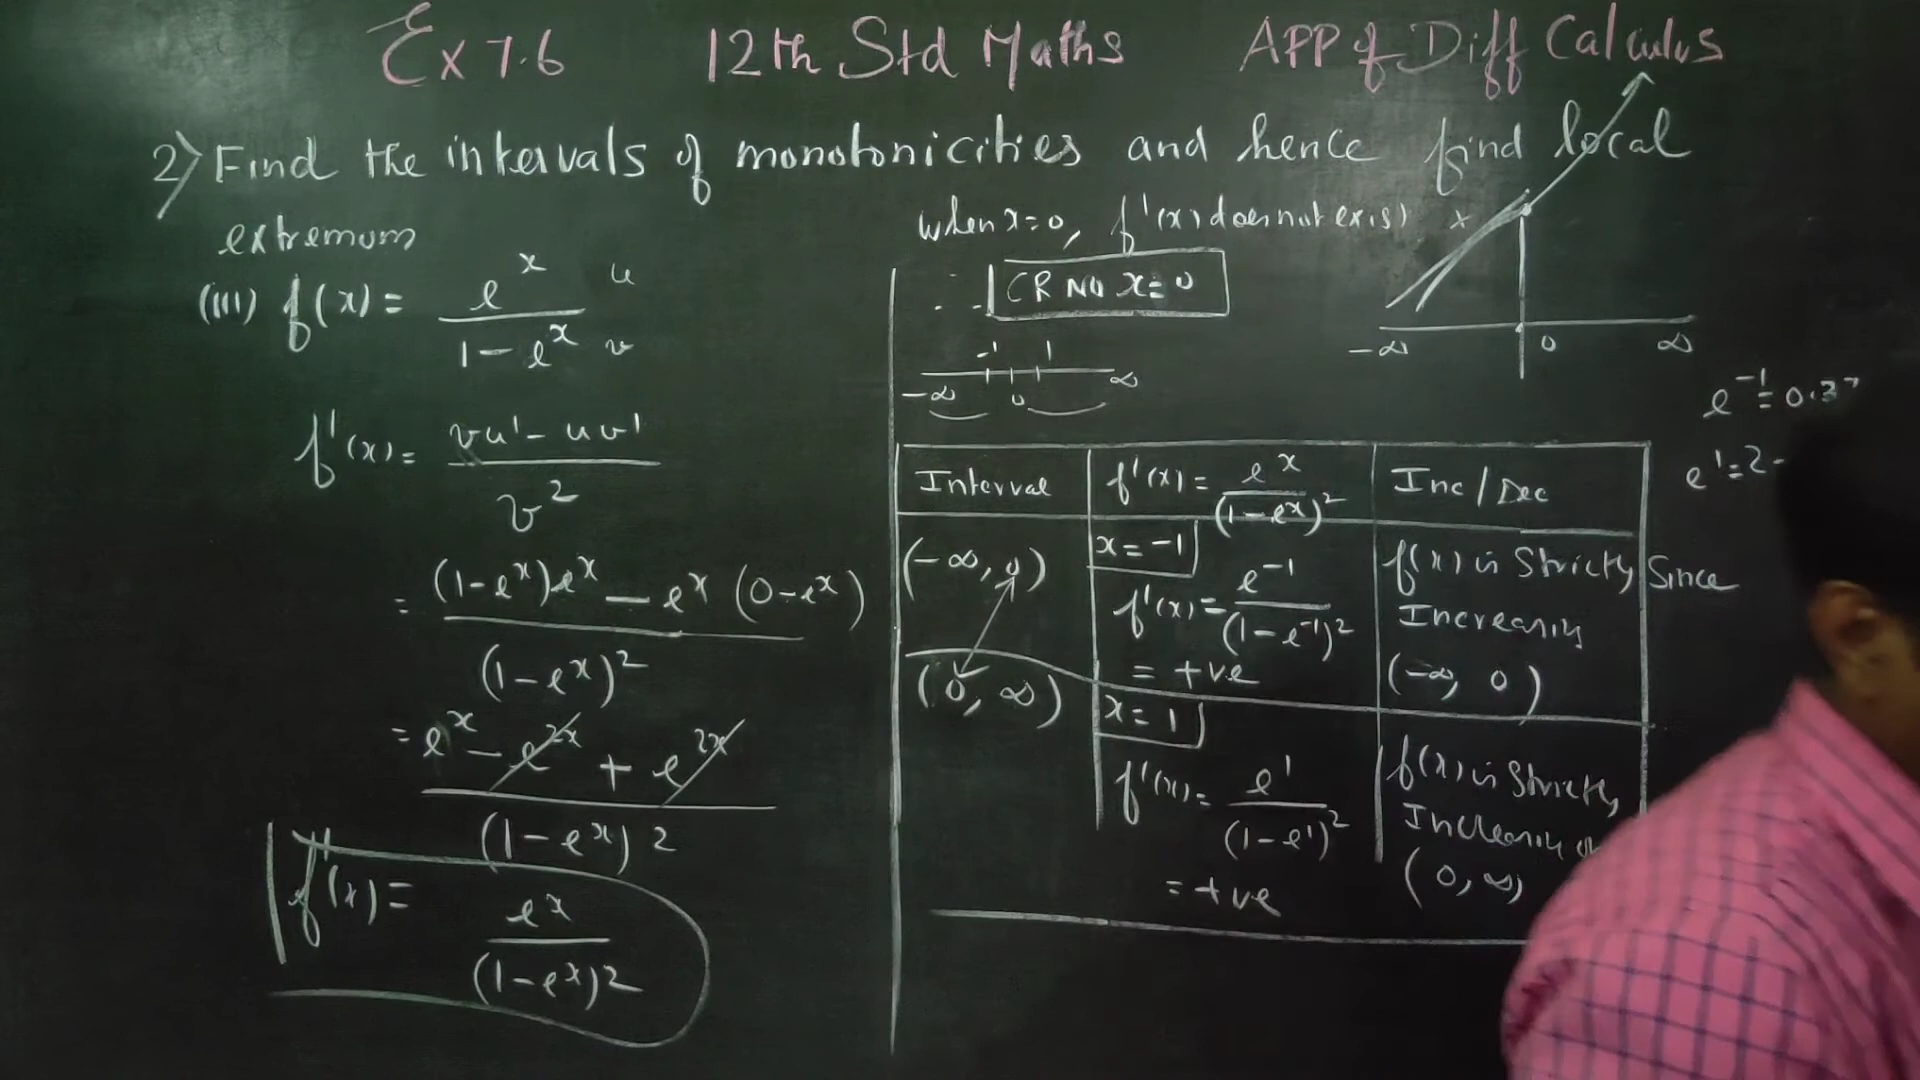 Ex 7.6 12th Std Maths APP of Diff Calculus
2) Find the intervals of monotonicities and hence find local
extremum
(iii) f(x) = e^x / (1 - e^x) u v
f'(x) = (vu' - uv') / v^2
= ((1-e^x)e^x - e^x (0-e^x)) / (1-e^x)^2
= (e^x - e^2x + e^2x) / (1-e^x)^2
f'(x) = e^x / (1-e^x)^2
when x=0, f'(x) does not exist
∴ CR NO x=0
-1 1
-∞ 0 ∞
x
-∞ 0 ∞
e^-1 = 0.37
e^1 = 2.
Interval f'(x) = e^x / (1-e^x)^2 Inc/Dec
(-∞, 0) x=-1 f(x) is Strictly Since
f'(x) = e^-1 / (1-e^-1)^2 Increasing
= +ve (-∞, 0)
(0, ∞) x=1
f'(x) = e^1 / (1-e^1)^2 f(x) is Strictly
Increasing
= +ve (0, ∞)